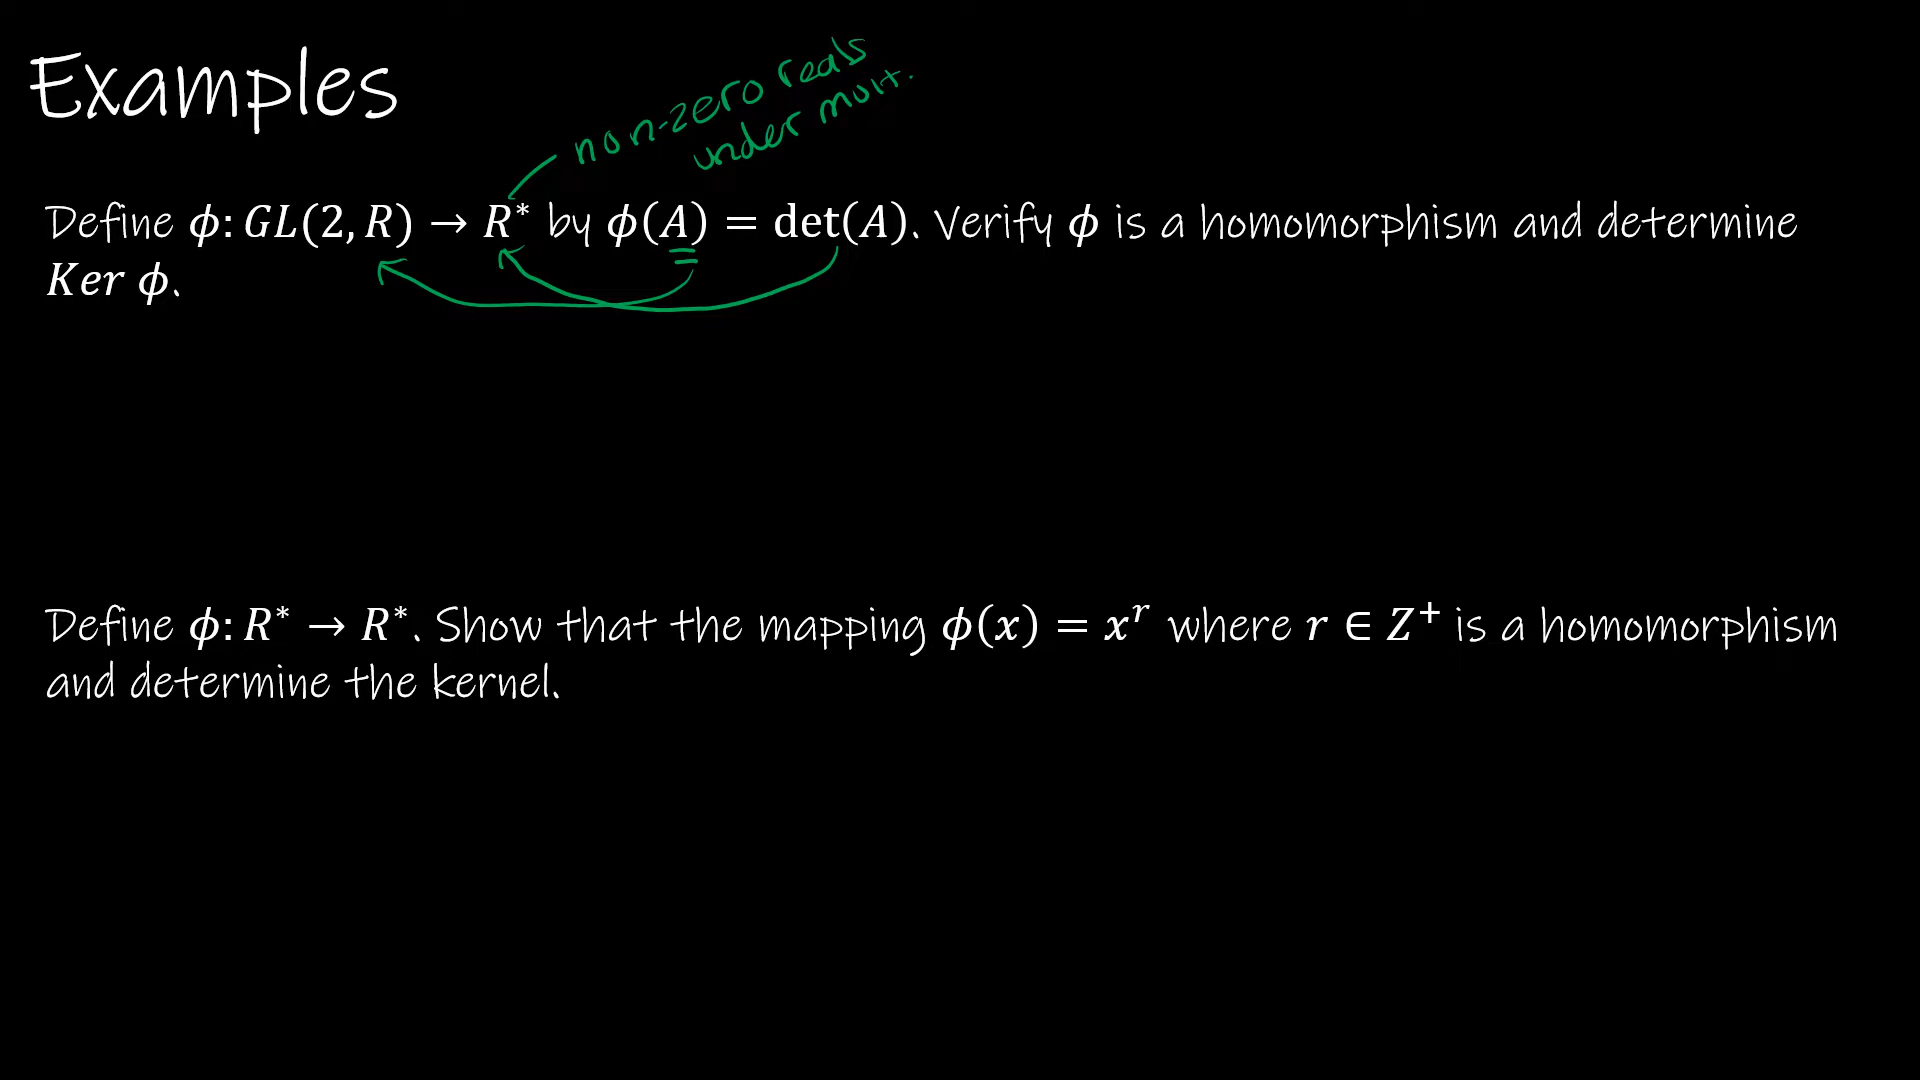 Examples
non-zero reals
under mult.
Define ϕ: GL(2, R) → R* by ϕ(A) = det(A). Verify ϕ is a homomorphism and determine
Ker ϕ.
Define ϕ: R* → R*. Show that the mapping ϕ(x) = xʳ where r ∈ Z⁺ is a homomorphism
and determine the kernel.